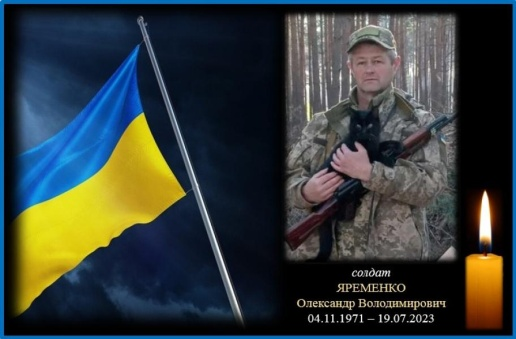 солдат
ЯРЕМЕНКО
Олександр Володимирович
04.11.1971 – 19.07.2023